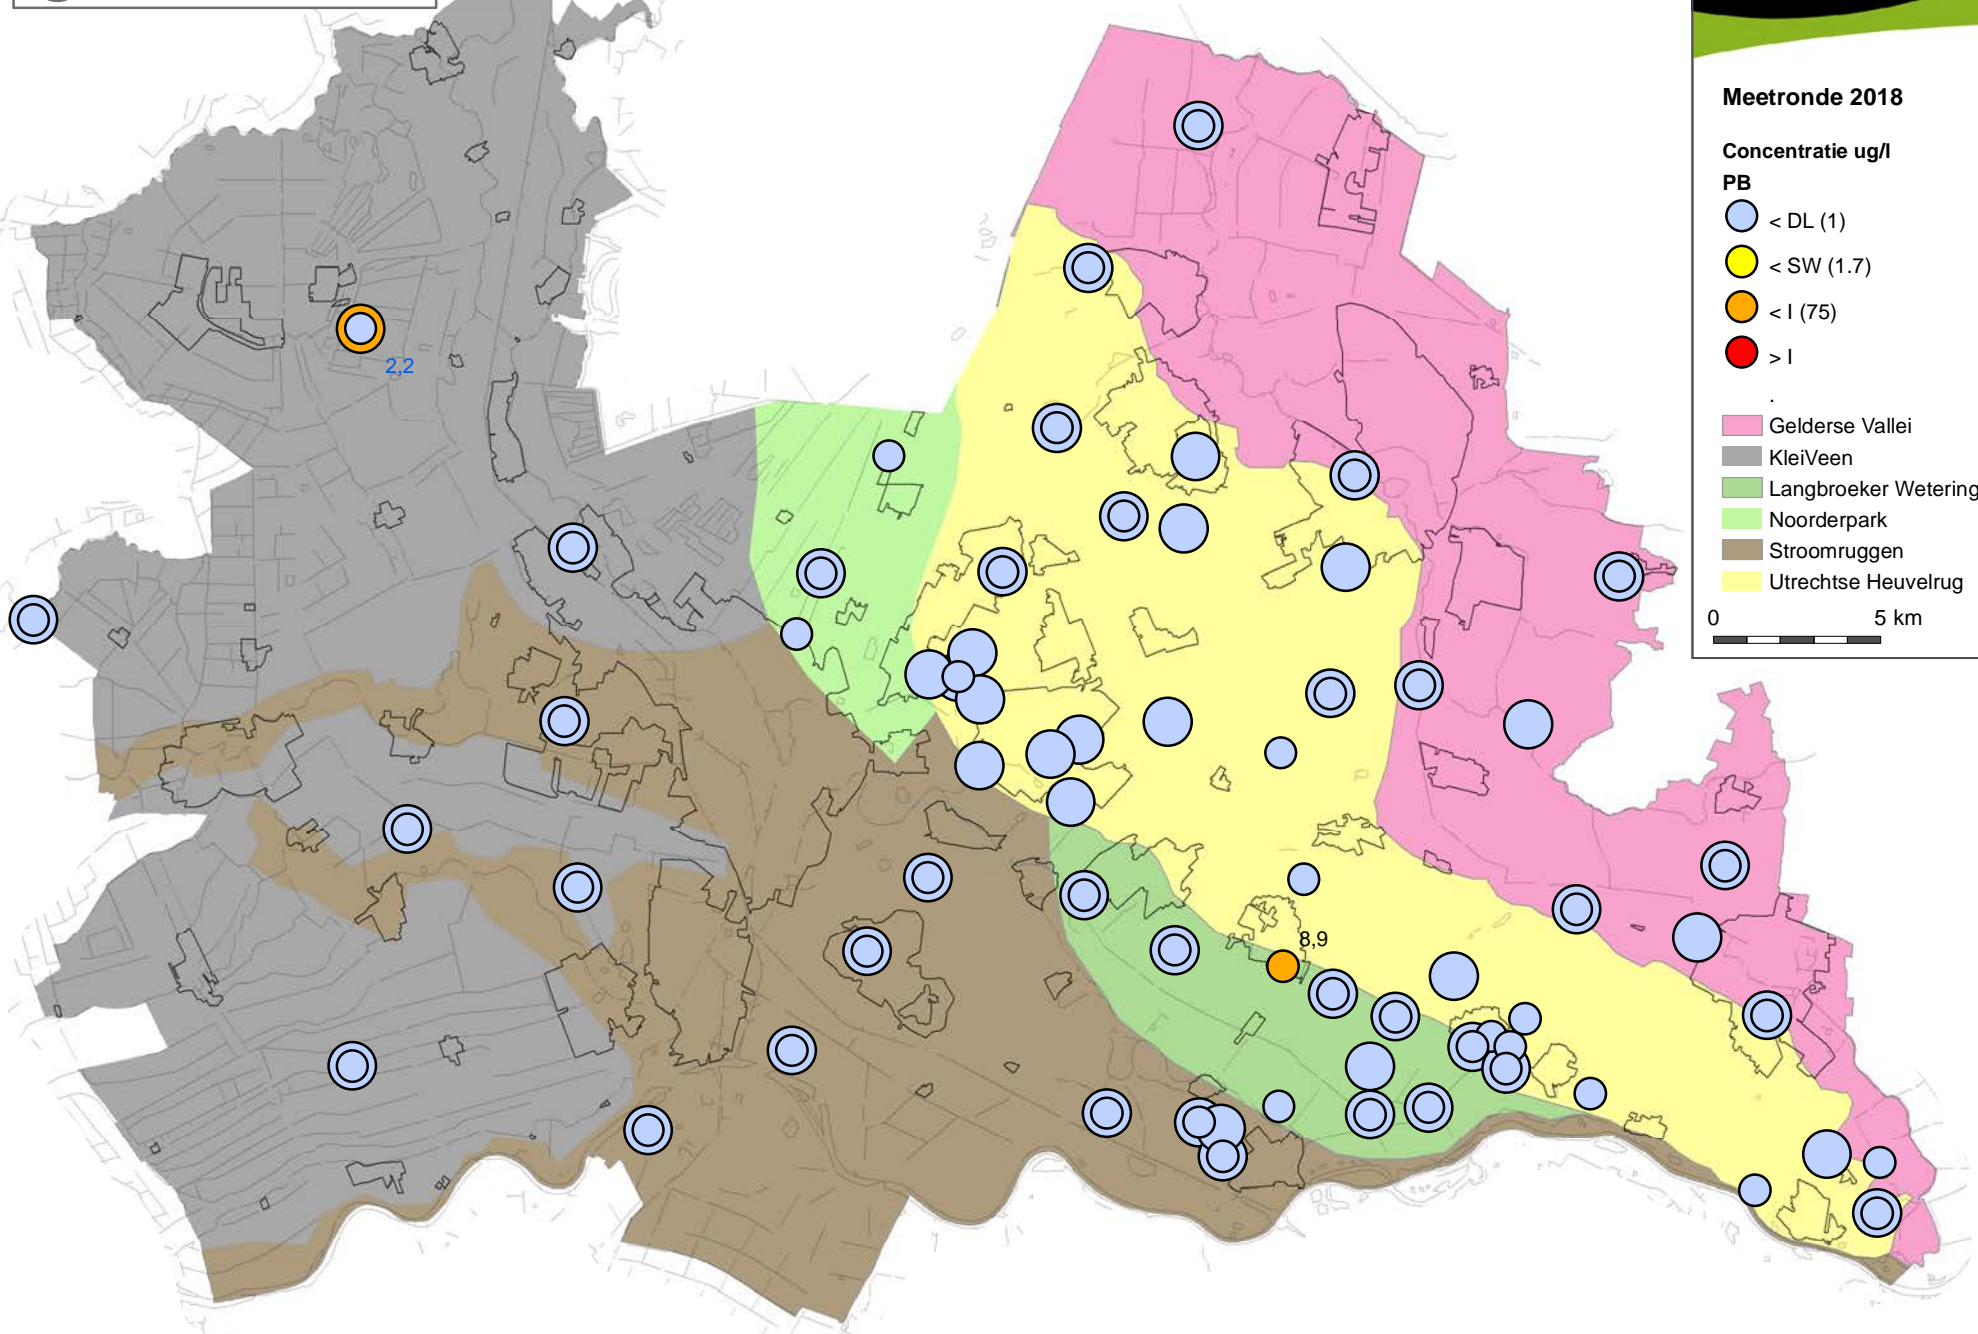 Meetronde 2018
Concentratie ug/l
PB
< DL (1)
< SW (1.7)
< I (75)
> I
.
Gelderse Vallei
KleiVeen
Langbroeker Wetering
Noorderpark
Stroomruggen
Utrechtse Heuvelrug
0 5 km
2,2
8,9